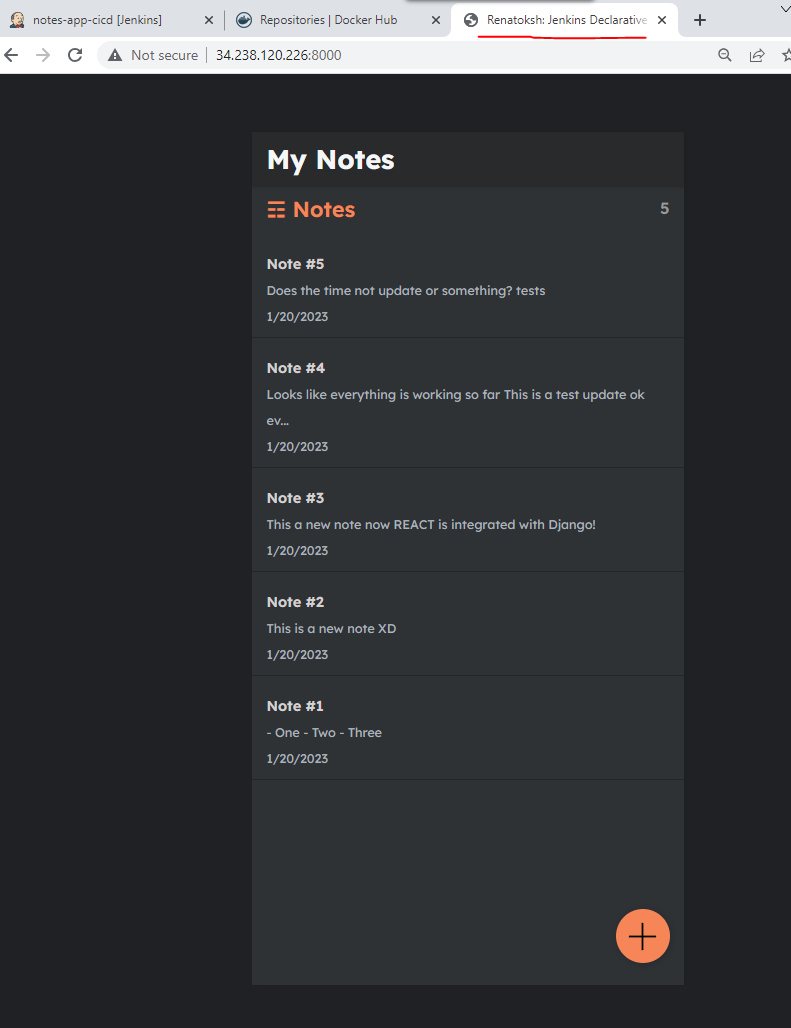 notes-app-cicd [Jenkins]
Repositories | Docker Hub
Renatoksh: Jenkins Declarative
Not secure
34.238.120.226:8000
My Notes
☶ Notes
5
Note #5
Does the time not update or something? tests
1/20/2023
Note #4
Looks like everything is working so far This is a test update ok
ev...
1/20/2023
Note #3
This a new note now REACT is integrated with Django!
1/20/2023
Note #2
This is a new note XD
1/20/2023
Note #1
- One - Two - Three
1/20/2023